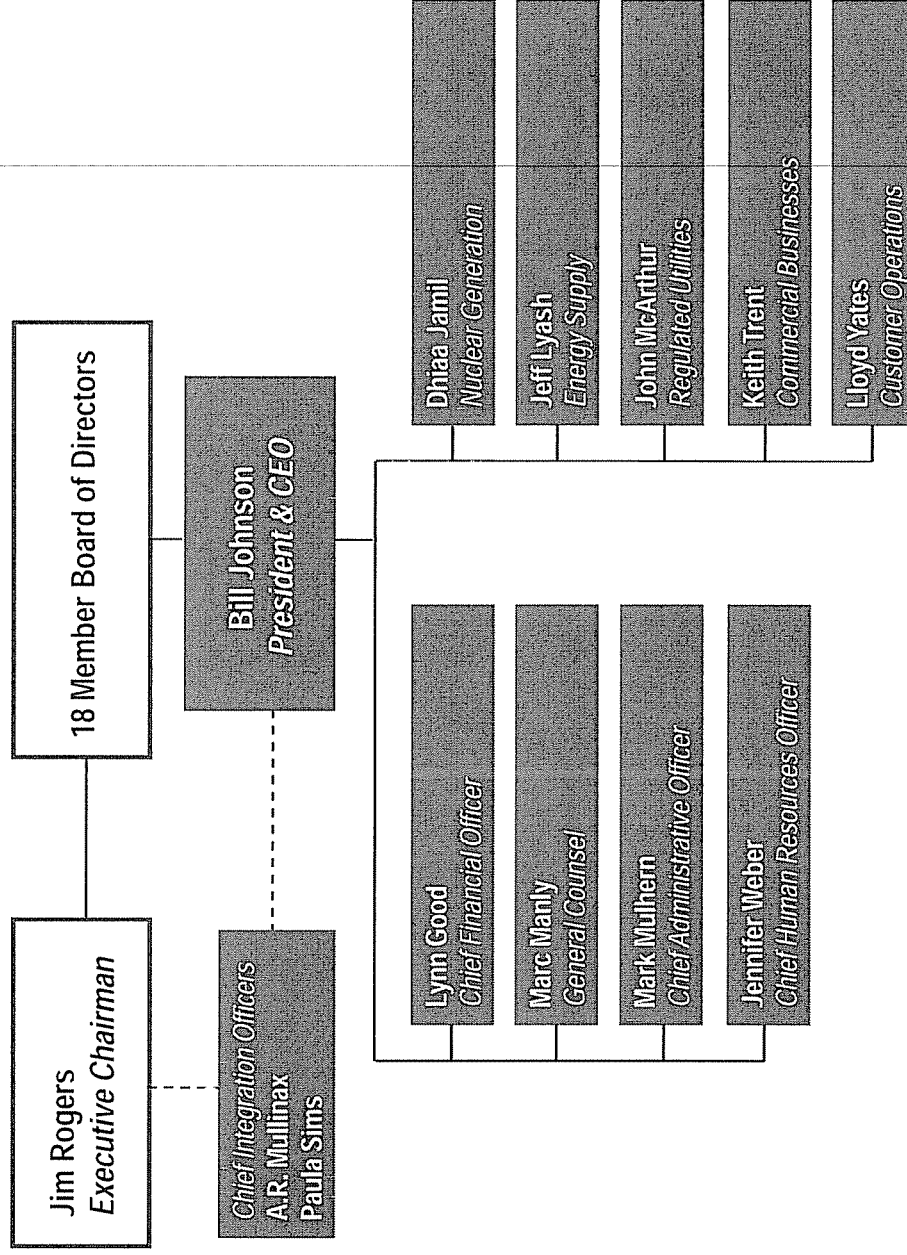 Jim Rogers
Executive Chairman
18 Member Board of Directors
Chief Integration Officers
A.R. Mullinax
Paula Sims
Bill Johnson
President & CEO
Lynn Good
Chief Financial Officer
Marc Manly
General Counsel
Mark Mulhern
Chief Administrative Officer
Jennifer Weber
Chief Human Resources Officer
Dhiaa Jamil
Nuclear Generation
Jeff Lyash
Energy Supply
John McArthur
Regulated Utilities
Keith Trent
Commercial Businesses
Lloyd Yates
Customer Operations